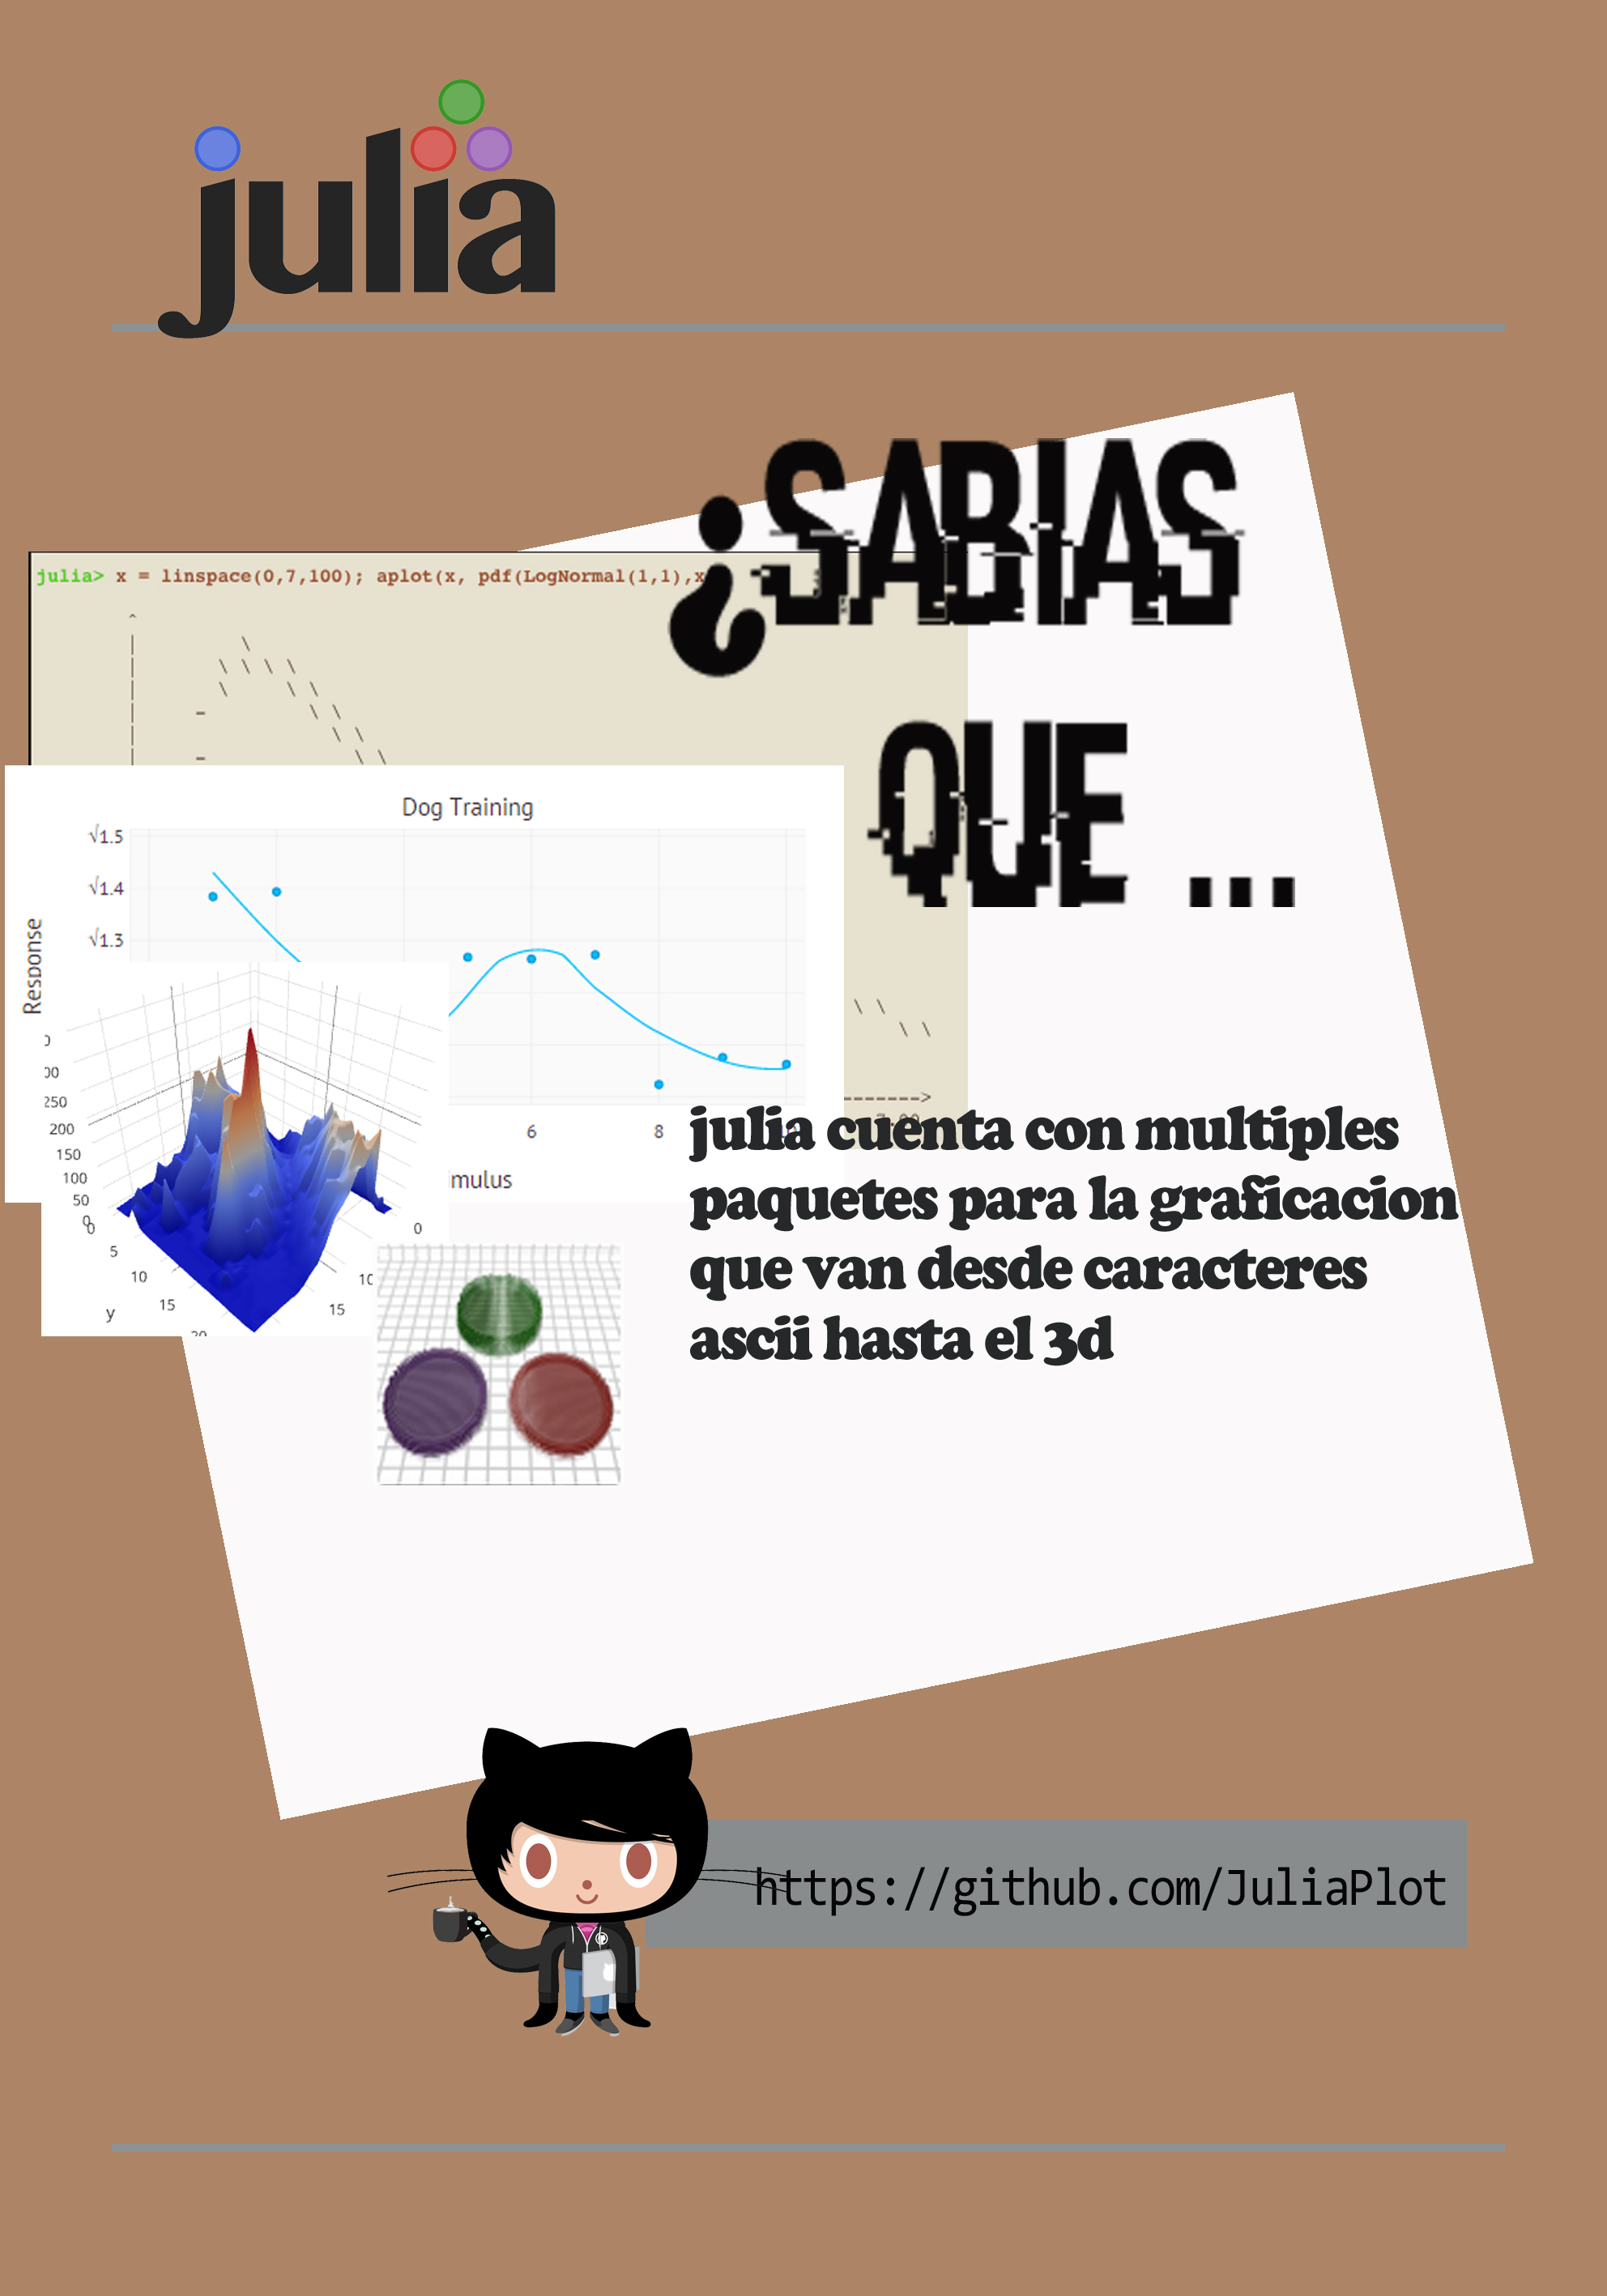 julia
¿SABIAS
QUE ...
julia> x = linspace(0,7,100); aplot(x, pdf(LogNormal(1,1),x
Dog Training
√1.5
√1.4
√1.3
Response
6
8
mulus
250
200
150
100
50
0
0
5
10
15
20
y
0
10
15
julia cuenta con multiples
paquetes para la graficacion
que van desde caracteres
ascii hasta el 3d
https://github.com/JuliaPlot